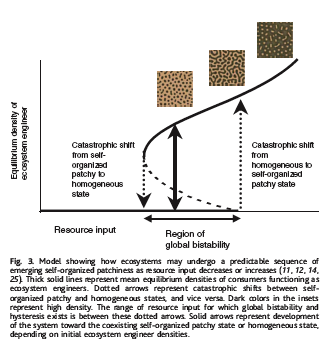 Equilibrium density of
ecosystem engineer
Catastrophic shift
from self-
organized
patchy to
homogeneous
state
Catastrophic shift
from
homogeneous to
self-organized
patchy state
Resource input
Region of
global bistability
Fig. 3. Model showing how ecosystems may undergo a predictable sequence of
emerging self-organized patchiness as resource input decreases or increases (11, 12, 14,
25). Thick solid lines represent mean equilibrium densities of consumers functioning as
ecosystem engineers. Dotted arrows represent catastrophic shifts between self-
organized patchy and homogeneous states, and vice versa. Dark colors in the insets
represent high density. The range of resource input for which global bistability and
hysteresis exists is between these dotted arrows. Solid arrows represent development
of the system toward the coexisting self-organized patchy state or homogeneous state,
depending on initial ecosystem engineer densities.